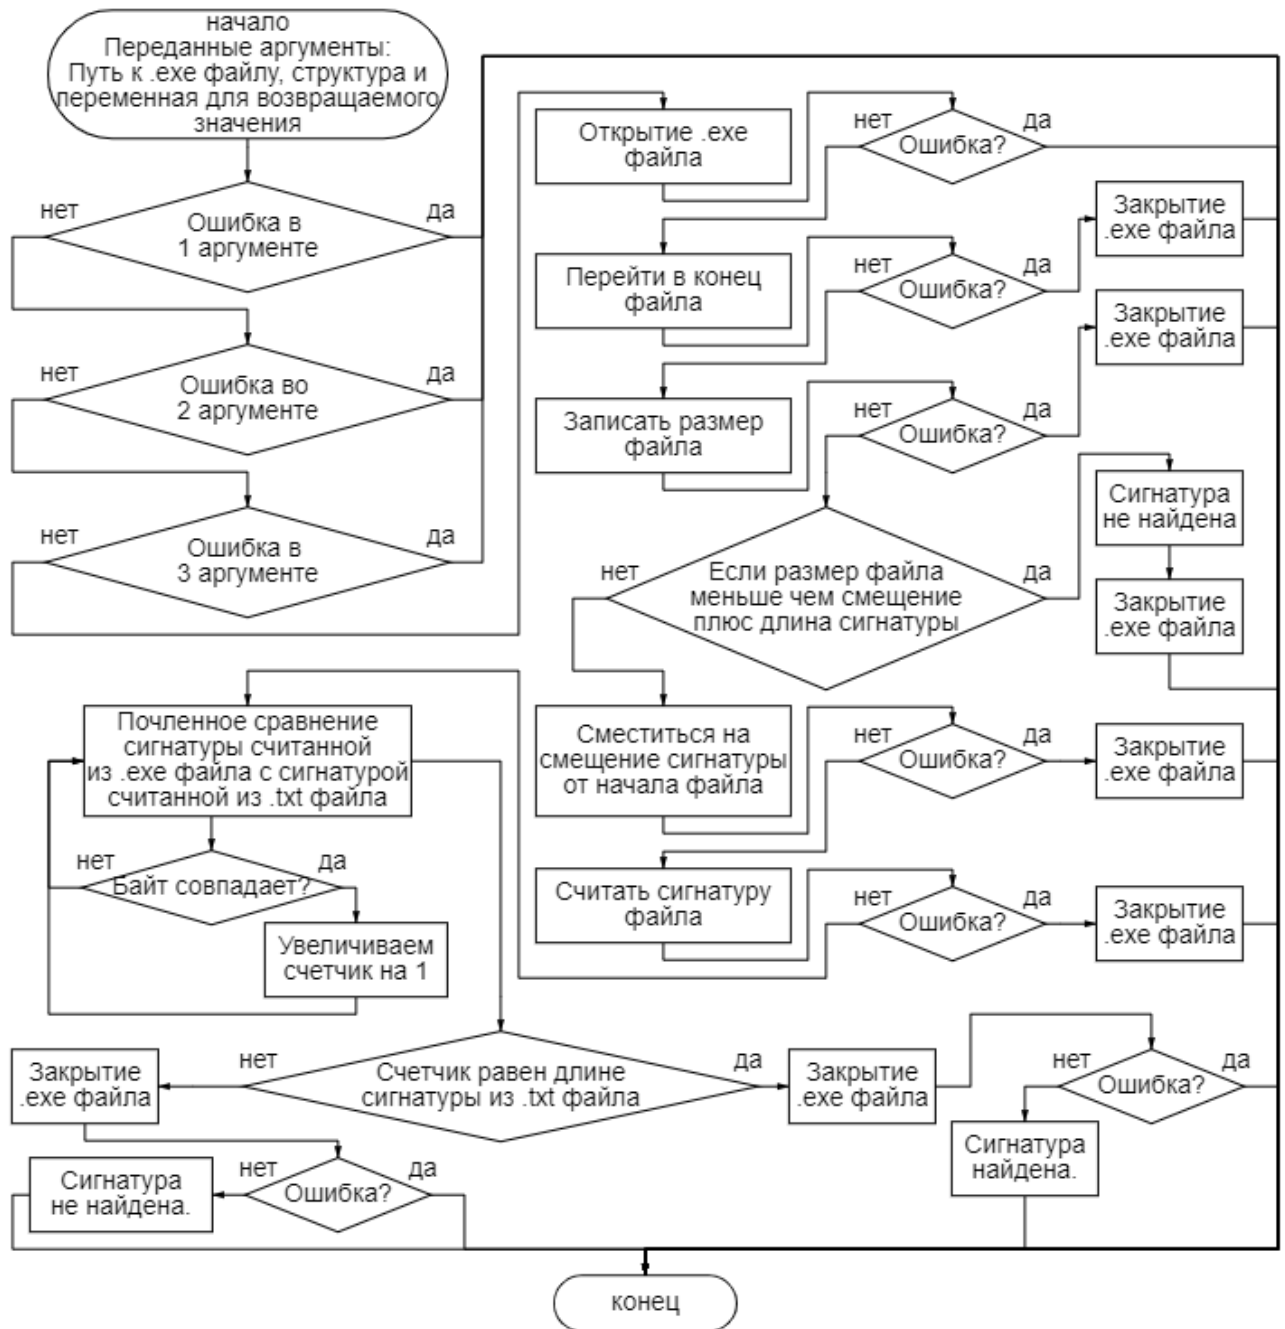 начало
Переданные аргументы:
Путь к .exe файлу, структура и
переменная для возвращаемого
значения
нет
да
Ошибка в
1 аргументе
нет
да
Ошибка во
2 аргументе
нет
да
Ошибка в
3 аргументе
Открытие .exe
файла
нет
да
Ошибка?
Перейти в конец
файла
нет
да
Ошибка?
Закрытие
.exe файла
Записать размер
файла
нет
да
Ошибка?
Закрытие
.exe файла
нет
да
Если размер файла
меньше чем смещение
плюс длина сигнатуры
Сигнатура
не найдена
Закрытие
.exe файла
Сместиться на
смещение сигнатуры
от начала файла
нет
да
Ошибка?
Закрытие
.exe файла
Считать сигнатуру
файла
нет
да
Ошибка?
Закрытие
.exe файла
Почленное сравнение
сигнатуры считанной
из .exe файла с сигнатурой
считанной из .txt файла
нет
да
Байт совпадает?
Увеличиваем
счетчик на 1
нет
да
Счетчик равен длине
сигнатуры из .txt файла
Закрытие
.exe файла
нет
да
Ошибка?
Сигнатура
не найдена.
Закрытие
.exe файла
нет
да
Ошибка?
Сигнатура
найдена.
конец